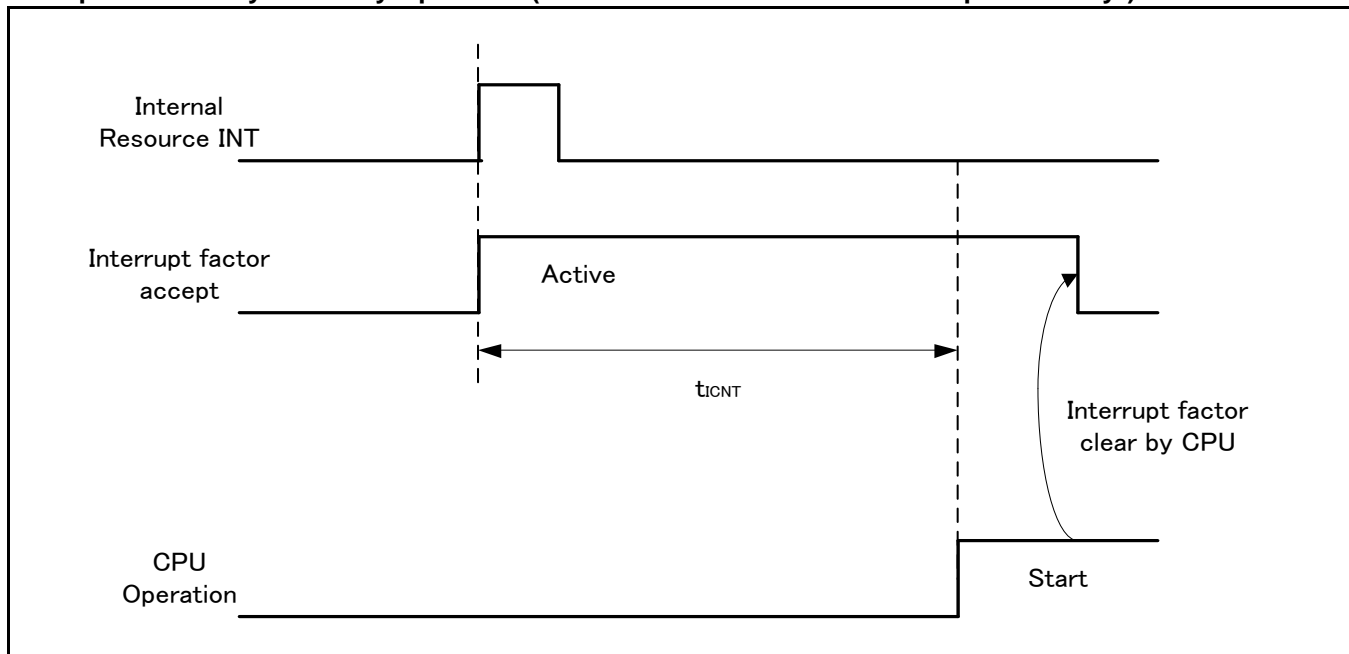 Internal
Resource INT
Interrupt factor
accept
Active
tICNT
Interrupt factor
clear by CPU
CPU
Operation
Start